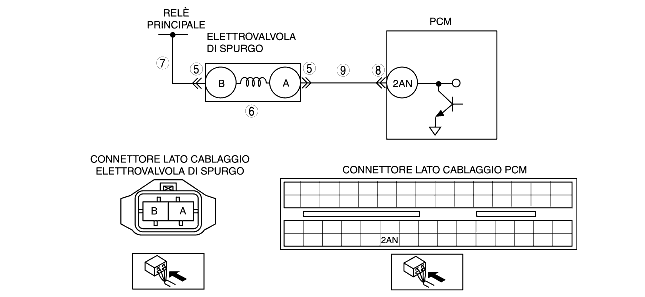 RELÈ
PRINCIPALE
ELETTROVALVOLA
DI SPURGO
PCM
7
5
B
A
5
9
8
2AN
6
CONNETTORE LATO CABLAGGIO
ELETTROVALVOLA DI SPURGO
CONNETTORE LATO CABLAGGIO PCM
B A
2AN